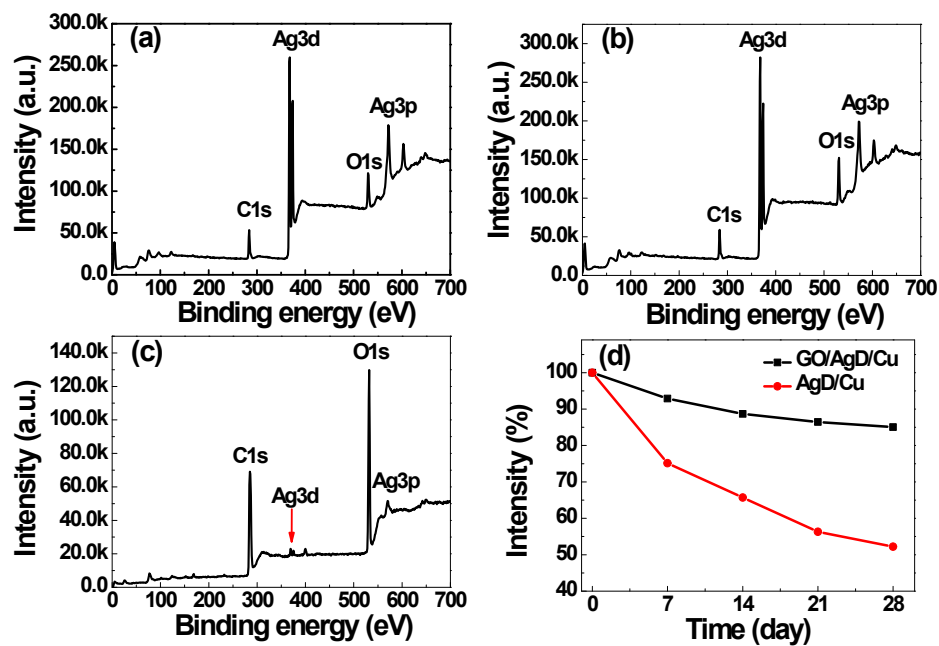 (a)
Ag3d
C1s
O1s
Ag3p
300.0k
250.0k
200.0k
150.0k
100.0k
50.0k
0.0
0 100 200 300 400 500 600 700
Intensity (a.u.)
Binding energy (eV)
(b)
Ag3d
C1s
O1s
Ag3p
300.0k
250.0k
200.0k
150.0k
100.0k
50.0k
0.0
0 100 200 300 400 500 600 700
Intensity (a.u.)
Binding energy (eV)
(c)
O1s
C1s
Ag3d
Ag3p
140.0k
120.0k
100.0k
80.0k
60.0k
40.0k
20.0k
0.0
0 100 200 300 400 500 600 700
Intensity (a.u.)
Binding energy (eV)
(d)
GO/AgD/Cu
AgD/Cu
100
90
80
70
60
50
40
0 7 14 21 28
Intensity (%)
Time (day)